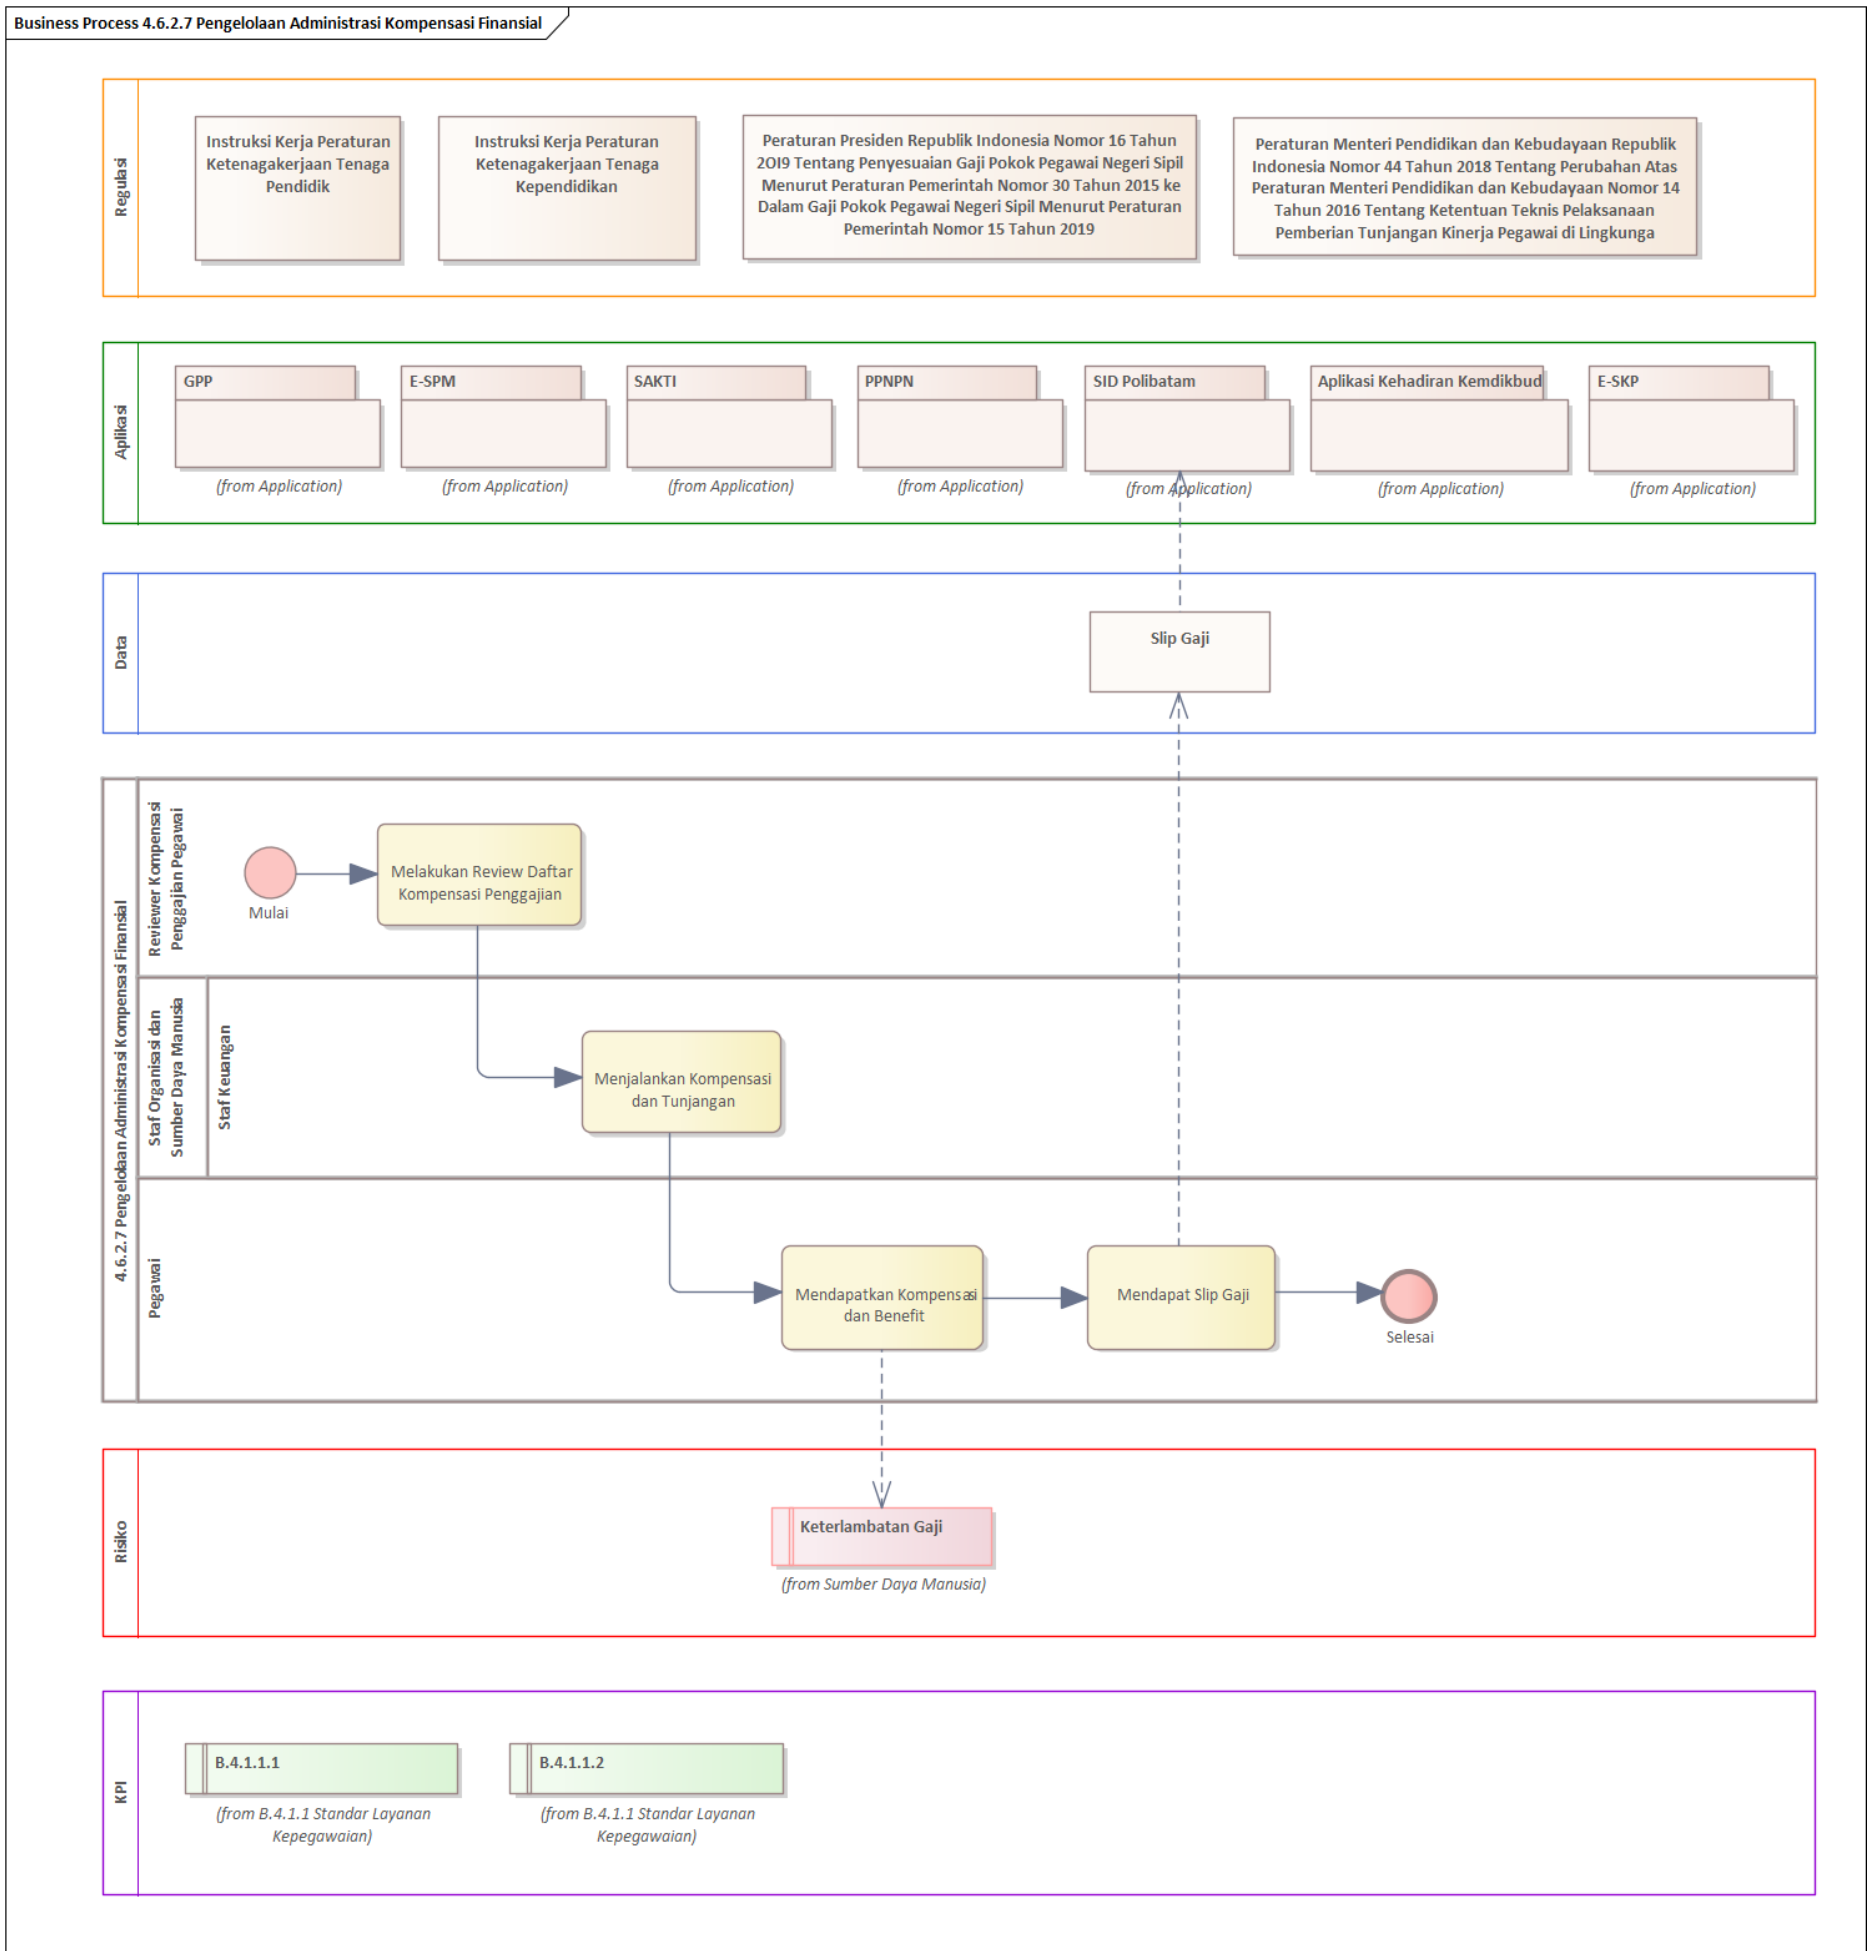 Business Process 4.6.2.7 Pengelolaan Administrasi Kompensasi Finansial
Regulasi
Instruksi Kerja Peraturan
Ketenagakerjaan Tenaga
Pendidik
Instruksi Kerja Peraturan
Ketenagakerjaan Tenaga
Kependidikan
Peraturan Presiden Republik Indonesia Nomor 16 Tahun
2OI9 Tentang Penyesuaian Gaji Pokok Pegawai Negeri Sipil
Menurut Peraturan Pemerintah Nomor 30 Tahun 2015 ke
Dalam Gaji Pokok Pegawai Negeri Sipil Menurut Peraturan
Pemerintah Nomor 15 Tahun 2019
Peraturan Menteri Pendidikan dan Kebudayaan Republik
Indonesia Nomor 44 Tahun 2018 Tentang Perubahan Atas
Peraturan Menteri Pendidikan dan Kebudayaan Nomor 14
Tahun 2016 Tentang Ketentuan Teknis Pelaksanaan
Pemberian Tunjangan Kinerja Pegawai di Lingkunga
Aplikasi
GPP
(from Application)
E-SPM
(from Application)
SAKTI
(from Application)
PPNPN
(from Application)
SID Polibatam
(from Application)
Aplikasi Kehadiran Kemdikbud
(from Application)
E-SKP
(from Application)
Data
Slip Gaji
4.6.2.7 Pengelolaan Administrasi Kompensasi Finansial
Reviewer Kompensasi
Penggajian Pegawai
Mulai
Melakukan Review Daftar
Kompensasi Penggajian
Staf Organisasi dan
Sumber Daya Manusia
Staf Keuangan
Menjalankan Kompensasi
dan Tunjangan
Pegawai
Mendapatkan Kompensasi
dan Benefit
Mendapat Slip Gaji
Selesai
Risiko
Keterlambatan Gaji
(from Sumber Daya Manusia)
KPI
B.4.1.1.1
(from B.4.1.1 Standar Layanan
Kepegawaian)
B.4.1.1.2
(from B.4.1.1 Standar Layanan
Kepegawaian)